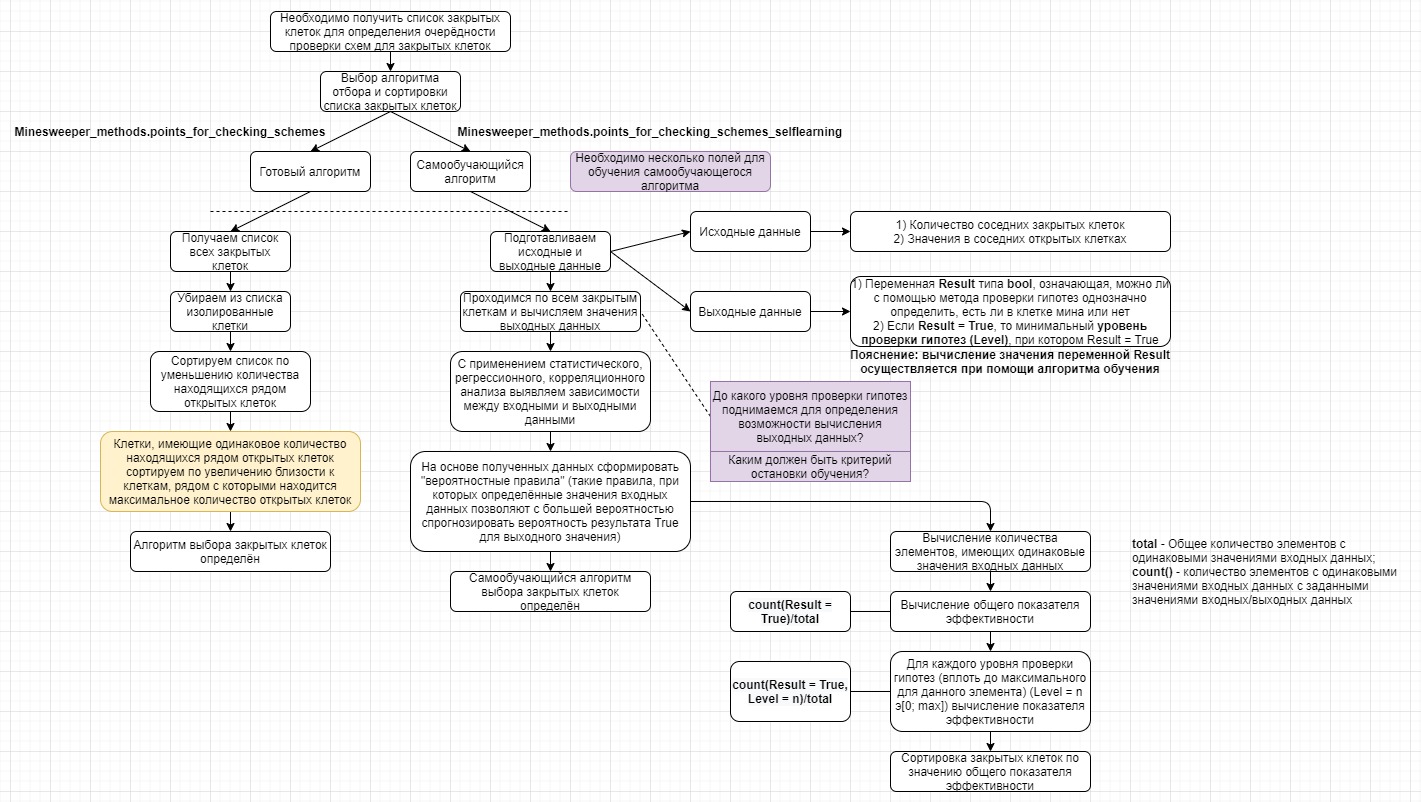 Необходимо получить список закрытых
клеток для определения очерёдности
проверки схем для закрытых клеток
Выбор алгоритма
отбора и сортировки
списка закрытых клеток
Minesweeper_methods.points_for_checking_schemes
Minesweeper_methods.points_for_checking_schemes_selflearning
Готовый алгоритм
Самообучающийся
алгоритм
Необходимо несколько полей для
обучения самообучающегося
алгоритма
Получаем список
всех закрытых
клеток
Убираем из списка
изолированные
клетки
Сортируем список по
уменьшению количества
находящихся рядом
открытых клеток
Клетки, имеющие одинаковое количество
находящихся рядом открытых клеток
сортируем по увеличению близости к
клеткам, рядом с которыми находится
максимальное количество открытых клеток
Алгоритм выбора закрытых клеток
определён
Подготавливаем
исходные и
выходные данные
Исходные данные
1) Количество соседних закрытых клеток
2) Значения в соседних открытых клетках
Выходные данные
1) Переменная Result типа bool, означающая, можно ли
с помощью метода проверки гипотез однозначно
определить, есть ли в клетке мина или нет
2) Если Result = True, то минимальный уровень
проверки гипотез (Level), при котором Result = True
Пояснение: вычисление значения переменной Result
осуществляется при помощи алгоритма обучения
Проходимся по всем закрытым
клеткам и вычисляем значения
выходных данных
С применением статистического,
регрессионного, корреляционного
анализа выявляем зависимости
между входными и выходными
данными
До какого уровня проверки гипотез
поднимаемся для определения
возможности вычисления
выходных данных?
Каким должен быть критерий
остановки обучения?
На основе полученных данных сформировать
"вероятностные правила" (такие правила, при
которых определённые значения входных
данных позволяют с большей вероятностью
спрогнозировать вероятность результата True
для выходного значения)
Самообучающийся алгоритм
выбора закрытых клеток
определён
Вычисление количества
элементов, имеющих одинаковые
значения входных данных
total - Общее количество элементов с
одинаковыми значениями входных данных;
count() - количество элементов с одинаковыми
значениями входных данных с заданными
значениями входных/выходных данных
count(Result =
True)/total
Вычисление общего показателя
эффективности
count(Result = True,
Level = n)/total
Для каждого уровня проверки
гипотез (вплоть до максимального
для данного элемента) (Level = n
э[0; max]) вычисление показателя
эффективности
Сортировка закрытых клеток по
значению общего показателя
эффективности